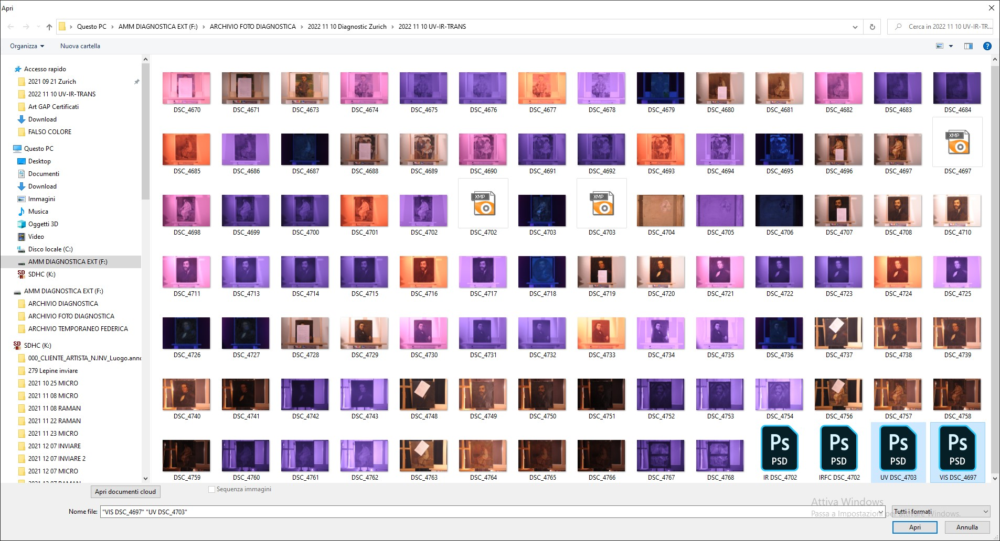 Apri
Questo PC > AMM DIAGNOSTICA EXT (F:) > ARCHIVIO FOTO DIAGNOSTICA > 2022 11 10 Diagnostic Zurich > 2022 11 10 UV-IR-TRANS
Cerca in 2022 11 10 UV-IR-TR...
Organizza
Nuova cartella
Accesso rapido
2021 09 21 Zurich
2022 11 10 UV-IR-TRANS
Art GAP Certificati
Download
FALSO COLORE
Questo PC
Desktop
Documenti
Download
Immagini
Musica
Oggetti 3D
Video
Disco locale (C:)
AMM DIAGNOSTICA EXT (F:)
SDHC (K:)
AMM DIAGNOSTICA EXT (F:)
ARCHIVIO DIAGNOSTICA
ARCHIVIO FOTO DIAGNOSTICA
ARCHIVIO TEMPORANEO FEDERICA
SDHC (K:)
000_CLIENTE_ARTISTA_N.INV_Luogo.anno
279 Lepine inviare
2021 10 25 MICRO
2021 11 08 MICRO
2021 11 08 RAMAN
2021 11 22 RAMAN
2021 11 23 MICRO
2021 12 07 INVIARE
2021 12 07 INVIARE 2
2021 12 07 MICRO
2021 12 07 RAMAN
DSC_4670 DSC_4671 DSC_4673 DSC_4674 DSC_4675 DSC_4676 DSC_4677 DSC_4678 DSC_4679 DSC_4680 DSC_4681 DSC_4682 DSC_4683 DSC_4684
XMP
DSC_4685 DSC_4686 DSC_4687 DSC_4688 DSC_4689 DSC_4690 DSC_4691 DSC_4692 DSC_4693 DSC_4694 DSC_4695 DSC_4696 DSC_4697 DSC_4697
XMP XMP
DSC_4698 DSC_4699 DSC_4700 DSC_4701 DSC_4702 DSC_4702 DSC_4703 DSC_4703 DSC_4704 DSC_4705 DSC_4706 DSC_4707 DSC_4708 DSC_4710
DSC_4711 DSC_4713 DSC_4714 DSC_4715 DSC_4716 DSC_4717 DSC_4718 DSC_4719 DSC_4720 DSC_4721 DSC_4722 DSC_4723 DSC_4724 DSC_4725
DSC_4726 DSC_4727 DSC_4728 DSC_4729 DSC_4730 DSC_4731 DSC_4732 DSC_4733 DSC_4734 DSC_4735 DSC_4736 DSC_4737 DSC_4738 DSC_4739
DSC_4740 DSC_4741 DSC_4742 DSC_4743 DSC_4748 DSC_4749 DSC_4750 DSC_4751 DSC_4752 DSC_4753 DSC_4754 DSC_4756 DSC_4757 DSC_4758
Ps Ps Ps Ps
PSD PSD PSD PSD
DSC_4759 DSC_4760 DSC_4761 DSC_4762 DSC_4763 DSC_4764 DSC_4765 DSC_4766 DSC_4767 DSC_4768 IR DSC_4702 IRFC DSC_4702 UV DSC_4703 VIS DSC_4697
Apri documenti cloud
Sequenza immagini
Nome file: "VIS DSC_4697" "UV DSC_4703"
Tutti i formati
Attiva Windows
Passa a Impostazioni per attivare Windows.
Apri
Annulla